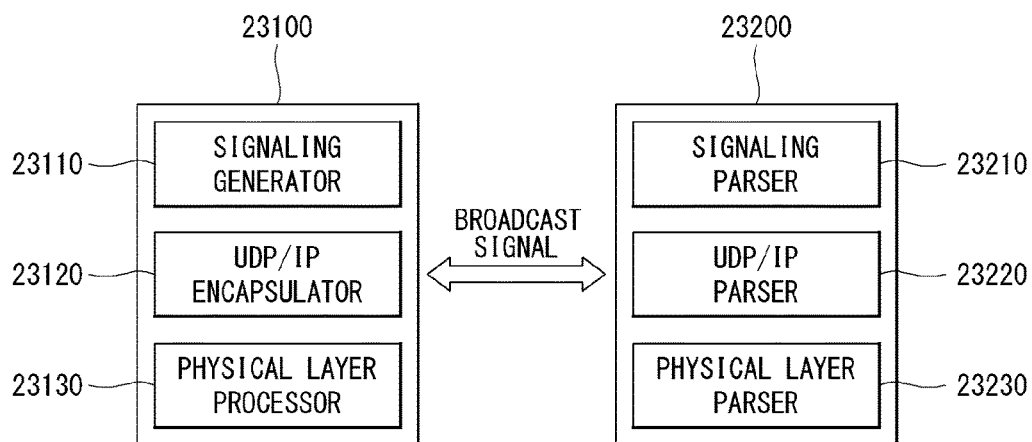 23100
23200
23110
SIGNALING
GENERATOR
SIGNALING
PARSER
23210
BROADCAST
SIGNAL
23120
UDP/IP
ENCAPSULATOR
UDP/IP
PARSER
23220
23130
PHYSICAL LAYER
PROCESSOR
PHYSICAL LAYER
PARSER
23230